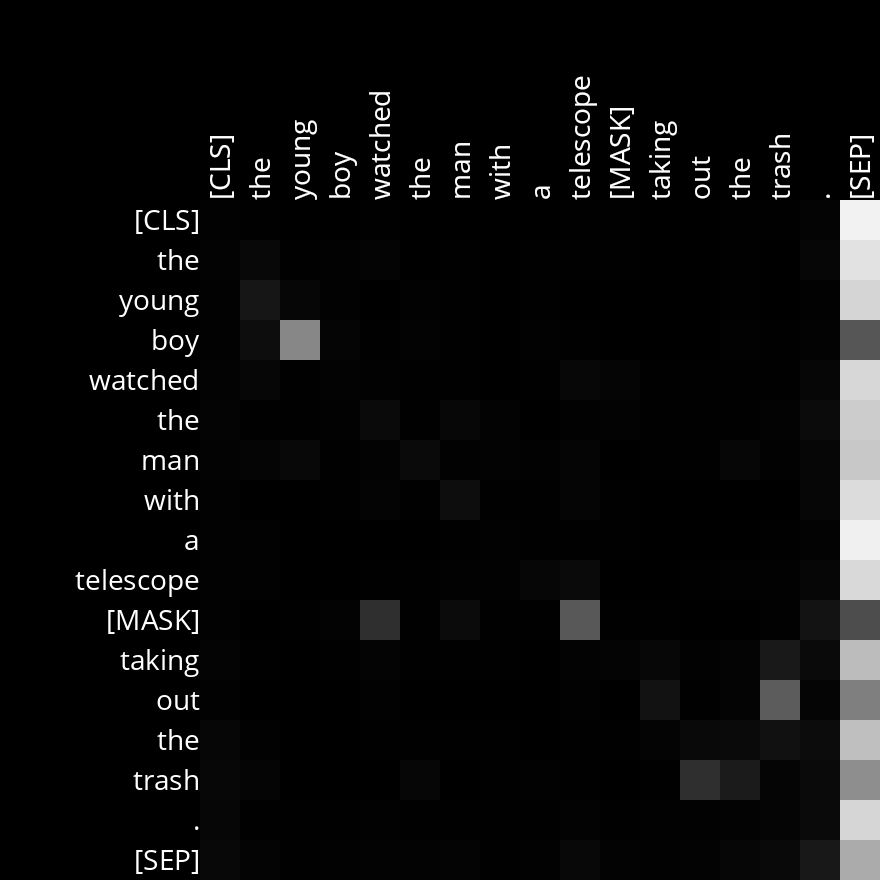 [CLS] the young boy watched the man with a telescope [MASK] taking out the trash . [SEP]
[CLS]
the
young
boy
watched
the
man
with
a
telescope
[MASK]
taking
out
the
trash
.
[SEP]